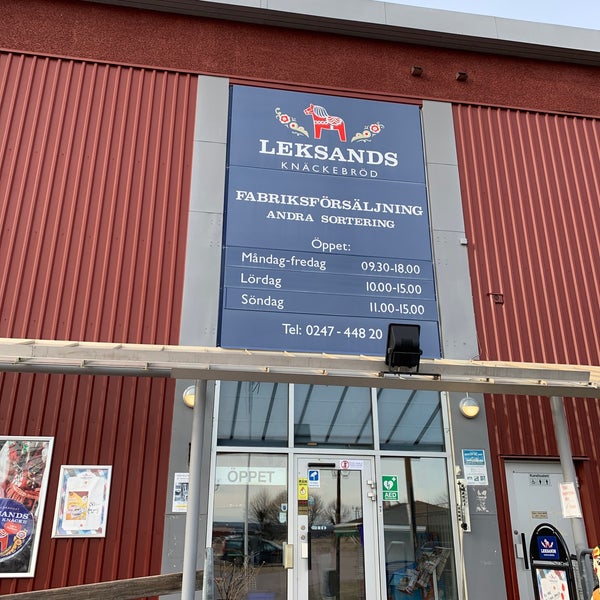 LEKSANDS
KNÄCKEBRÖD
FABRIKSFÖRSÄLJNING
ANDRA SORTERING
Öppet:
Måndag-fredag 09.30-18.00
Lördag 10.00-15.00
Söndag 11.00-15.00
Tel: 0247 - 448 20
ÖPPET
AED
KNÄCKE